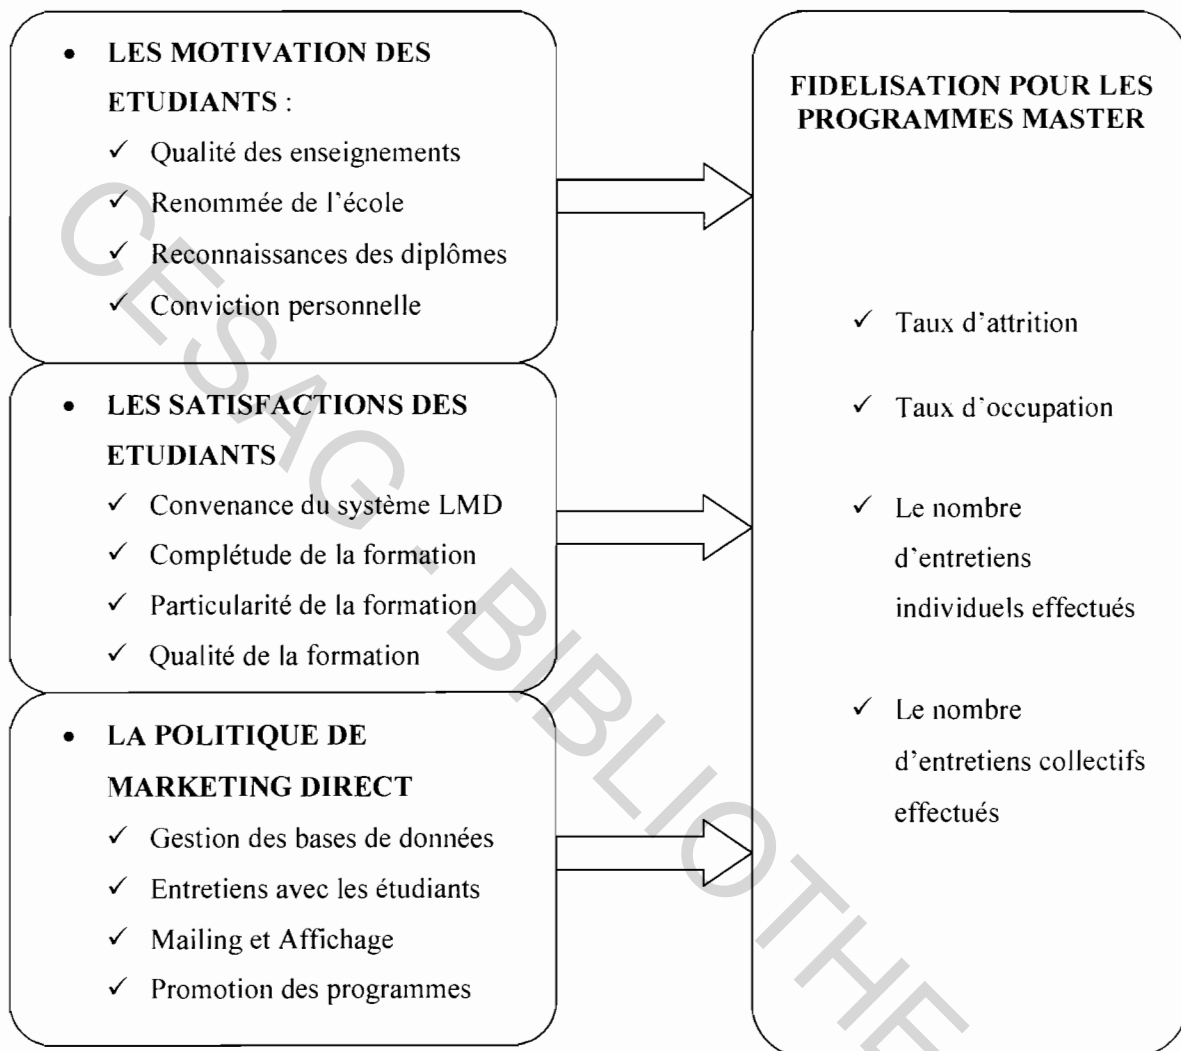 • LES MOTIVATION DES
ETUDIANTS :
✓ Qualité des enseignements
✓ Renommée de l'école
✓ Reconnaissances des diplômes
✓ Conviction personnelle
• LES SATISFACTIONS DES
ETUDIANTS
✓ Convenance du système LMD
✓ Complétude de la formation
✓ Particularité de la formation
✓ Qualité de la formation
• LA POLITIQUE DE
MARKETING DIRECT
✓ Gestion des bases de données
✓ Entretiens avec les étudiants
✓ Mailing et Affichage
✓ Promotion des programmes
FIDELISATION POUR LES
PROGRAMMES MASTER
✓ Taux d'attrition
✓ Taux d'occupation
✓ Le nombre
d'entretiens
individuels effectués
✓ Le nombre
d'entretiens collectifs
effectués
CESAG - BIBLIOTHE